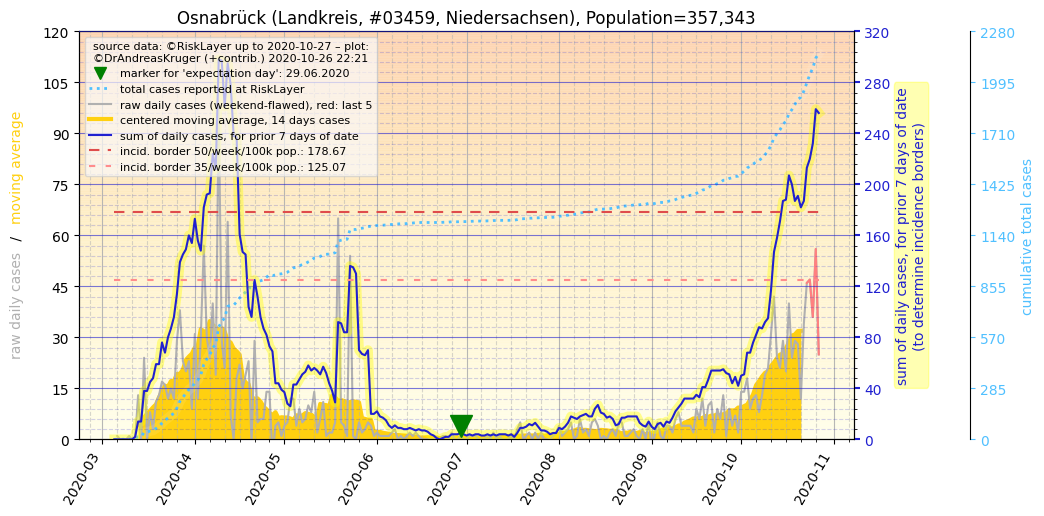 Osnabrück (Landkreis, #03459, Niedersachsen), Population=357,343
source data: ©RiskLayer up to 2020-10-27 – plot:
©DrAndreasKruger (+contrib.) 2020-10-26 22:21
marker for 'expectation day': 29.06.2020
total cases reported at RiskLayer
raw daily cases (weekend-flawed), red: last 5
centered moving average, 14 days cases
sum of daily cases, for prior 7 days of date
incid. border 50/week/100k pop.: 178.67
incid. border 35/week/100k pop.: 125.07
raw daily cases / moving average
120
105
90
75
60
45
30
15
0
320
280
240
200
160
120
80
40
0
sum of daily cases, for prior 7 days of date
(to determine incidence borders)
2280
1995
1710
1425
1140
855
570
285
0
cumulative total cases
2020-03
2020-04
2020-05
2020-06
2020-07
2020-08
2020-09
2020-10
2020-11